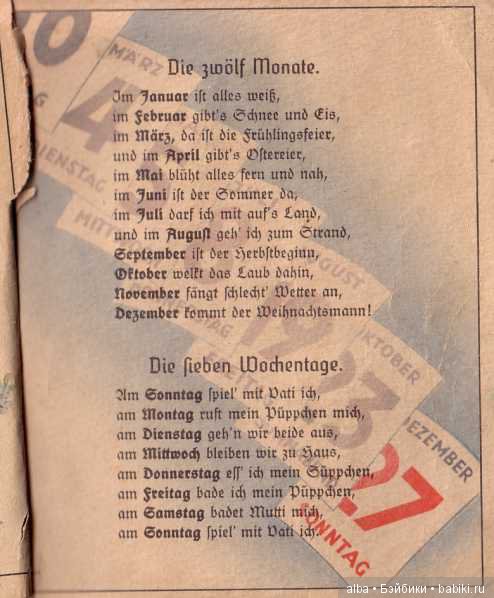 Die zwölf Monate.
Im Januar ist alles weiß,
im Februar gibt's Schnee und Eis,
im März, da ist die Frühlingsfeier,
und im April gibt's Ostereier,
im Mai blüht alles fern und nah,
im Juni ist der Sommer da,
im Juli darf ich mit auf's Land,
und im August geh' ich zum Strand,
September ist der Herbstbeginn,
Oktober welkt das Laub dahin,
November fängt schlecht' Wetter an,
Dezember kommt der Weihnachtsmann!
Die sieben Wochentage.
Am Sonntag spiel' mit Vati ich,
am Montag ruft mein Püppchen mich,
am Dienstag geh'n wir beide aus,
am Mittwoch bleiben wir zu Haus,
am Donnerstag ess' ich mein Süppchen,
am Freitag bade ich mein Püppchen,
am Samstag badet Mutti mich,
am Sonntag spiel' mit Vati ich.
MÄRZ
4
DIENSTAG
AUGUST
OKTOBER
23
DEZEMBER
27
SONNTAG
alba • Бэйбики • babiki.ru